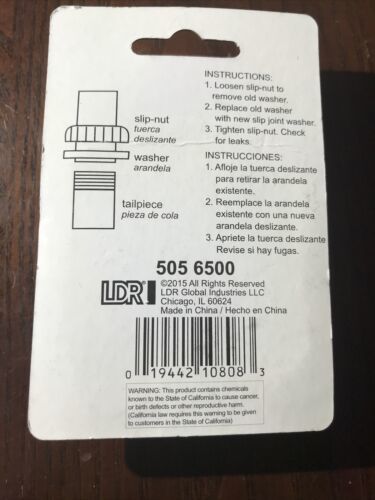 INSTRUCTIONS:
1. Loosen slip-nut to
remove old washer.
2. Replace old washer
with new slip joint washer.
3. Tighten slip-nut. Check
for leaks.
slip-nut
tuerca
deslizante
washer
arandela
tailpiece
pieza de cola
INSTRUCCIONES:
1. Afloje la tuerca deslizante
para retirar la arandela
existente.
2. Reemplace la arandela
existente con una nueva
arandela deslizante.
3. Apriete la tuerca deslizante
Revise si hay fugas.
505 6500
LDR
©2015 All Rights Reserved
LDR Global Industries LLC
Chicago, IL 60624
Made in China / Hecho en China
0 19442 10808 3
WARNING: This product contains chemicals
known to the State of California to cause cancer,
or birth defects or other reproductive harm.
(California law requires this warning to be given
to customers in the State of California)